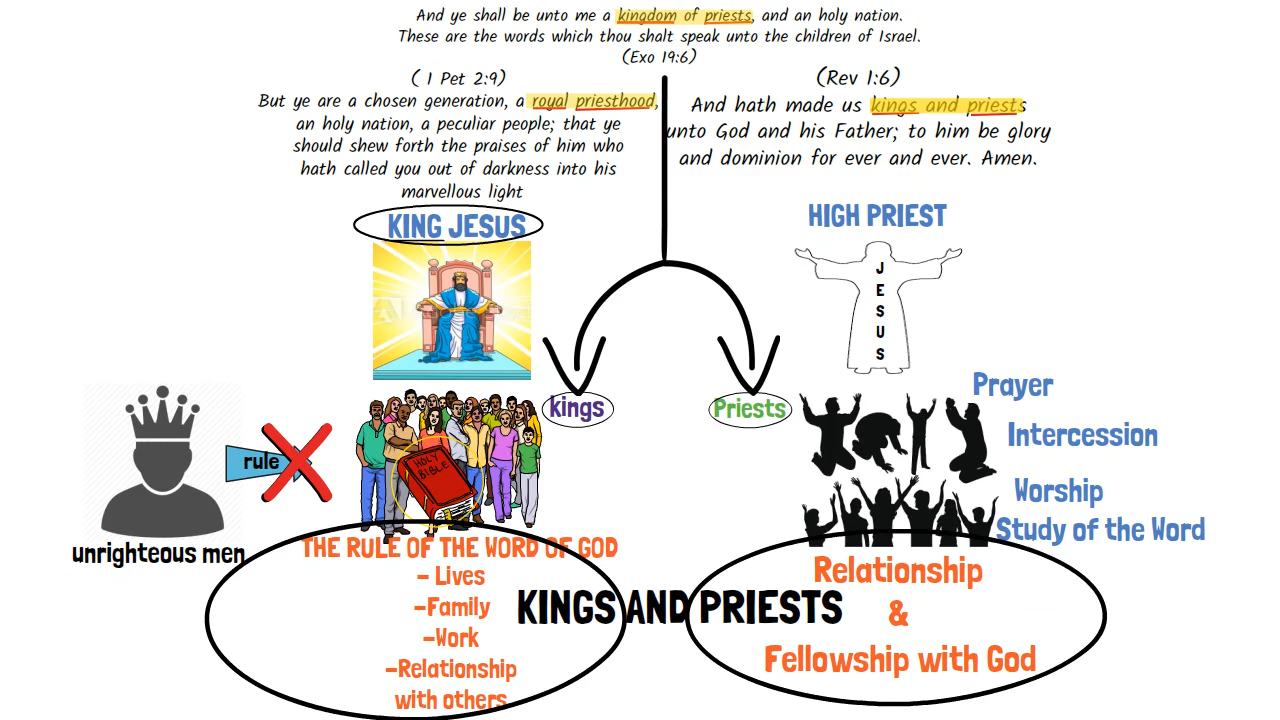 And ye shall be unto me a kingdom of priests, and an holy nation.
These are the words which thou shalt speak unto the children of Israel.
(Exo 19:6)
( 1 Pet 2:9)
But ye are a chosen generation, a royal priesthood,
an holy nation, a peculiar people; that ye
should shew forth the praises of him who
hath called you out of darkness into his
marvellous light
(Rev 1:6)
And hath made us kings and priests
unto God and his Father; to him be glory
and dominion for ever and ever. Amen.
KING JESUS
HIGH PRIEST
J
E
S
U
S
kings
Priests
Prayer
Intercession
Worship
Study of the Word
rule
HOLY
BIBLE
unrighteous men
THE RULE OF THE WORD OF GOD
- Lives
-Family
-Work
-Relationship
with others
KINGS AND PRIESTS
Relationship
&
Fellowship with God